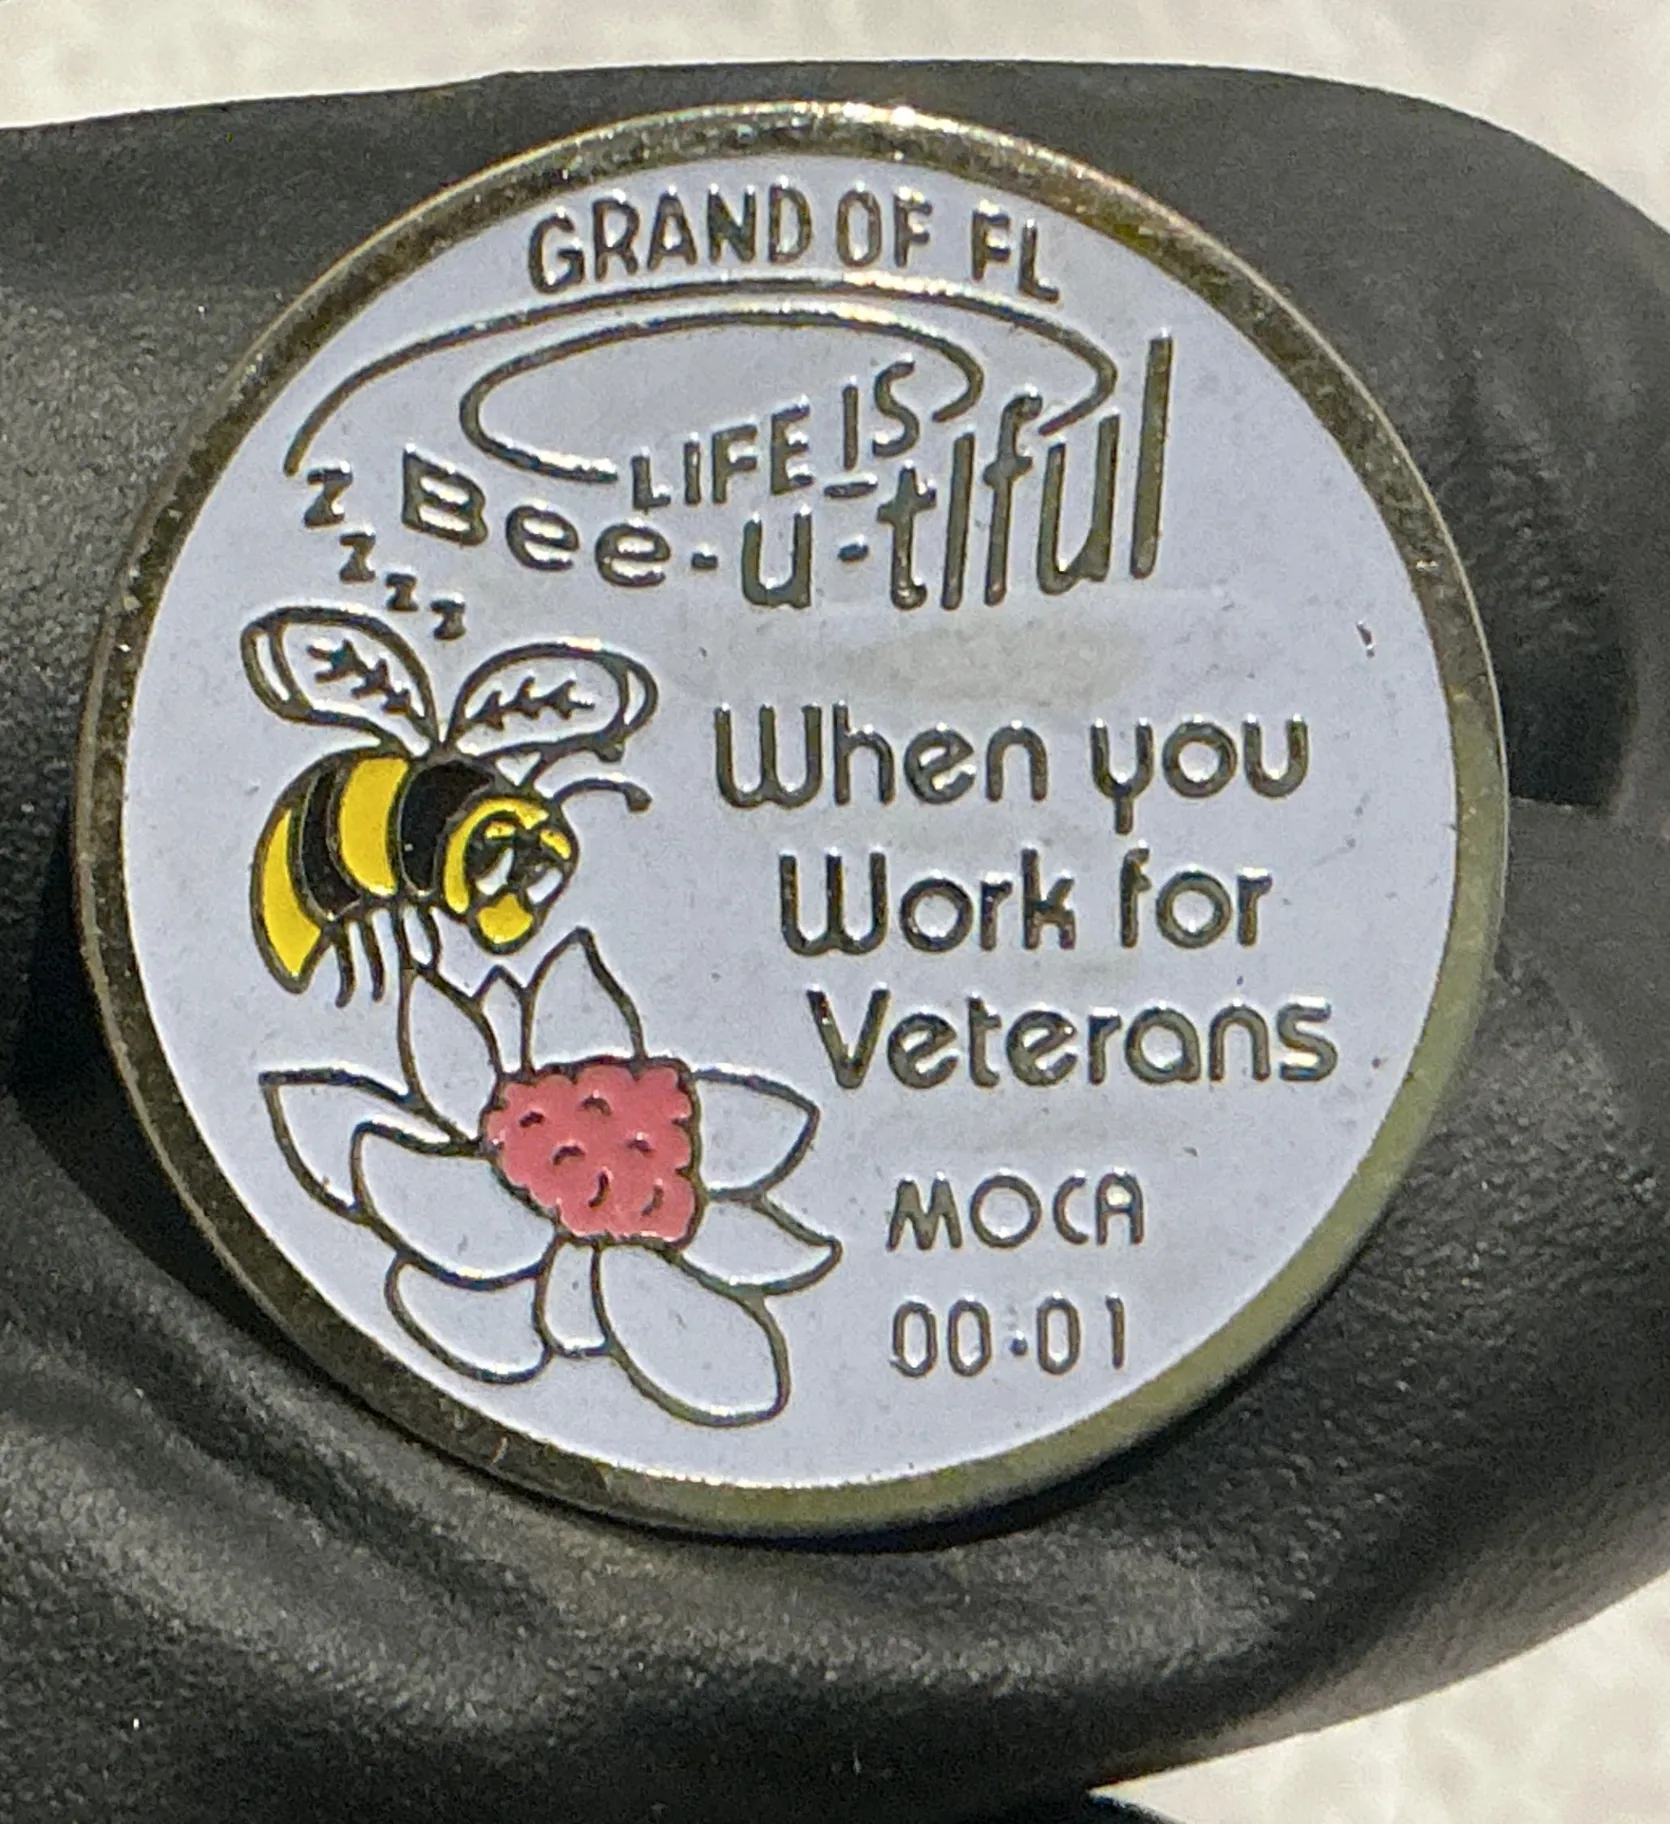 GRAND OF FL
LIFE IS
Bee-u-tIful
z
z
z
z
When you
Work for
Veterans
MOCA
00·01